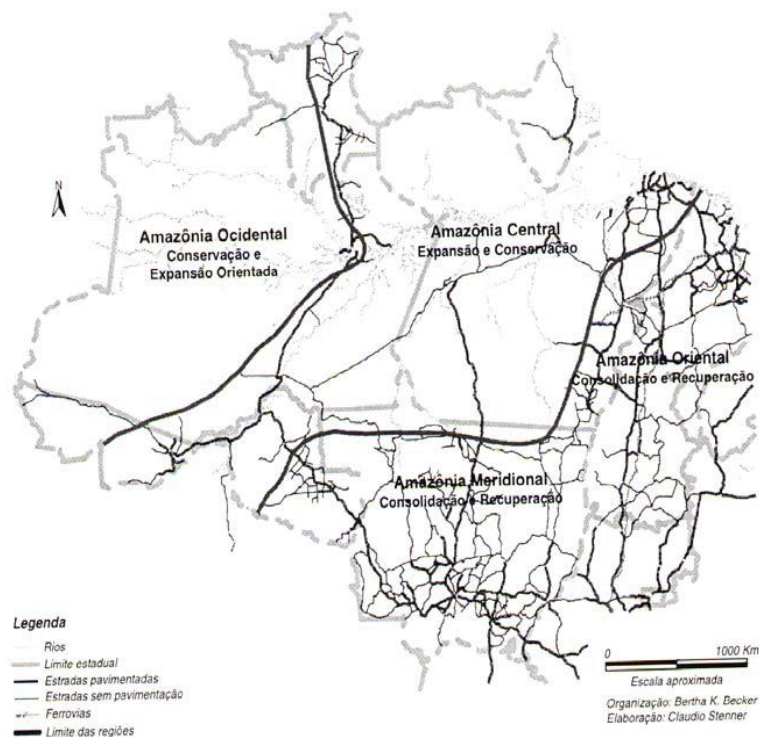 N
Amazônia Ocidental
Conservação e
Expansão Orientada
Amazônia Central
Expansão e Conservação
Amazônia Oriental
Consolidação e Recuperação
Amazônia Meridional
Consolidação e Recuperação
Legenda
Rios
Limite estadual
Estradas pavimentadas
Estradas sem pavimentação
Ferrovias
Limite das regiões
0 1000 Km
Escala aproximada
Organização: Bertha K. Becker
Elaboração: Claudio Stenner